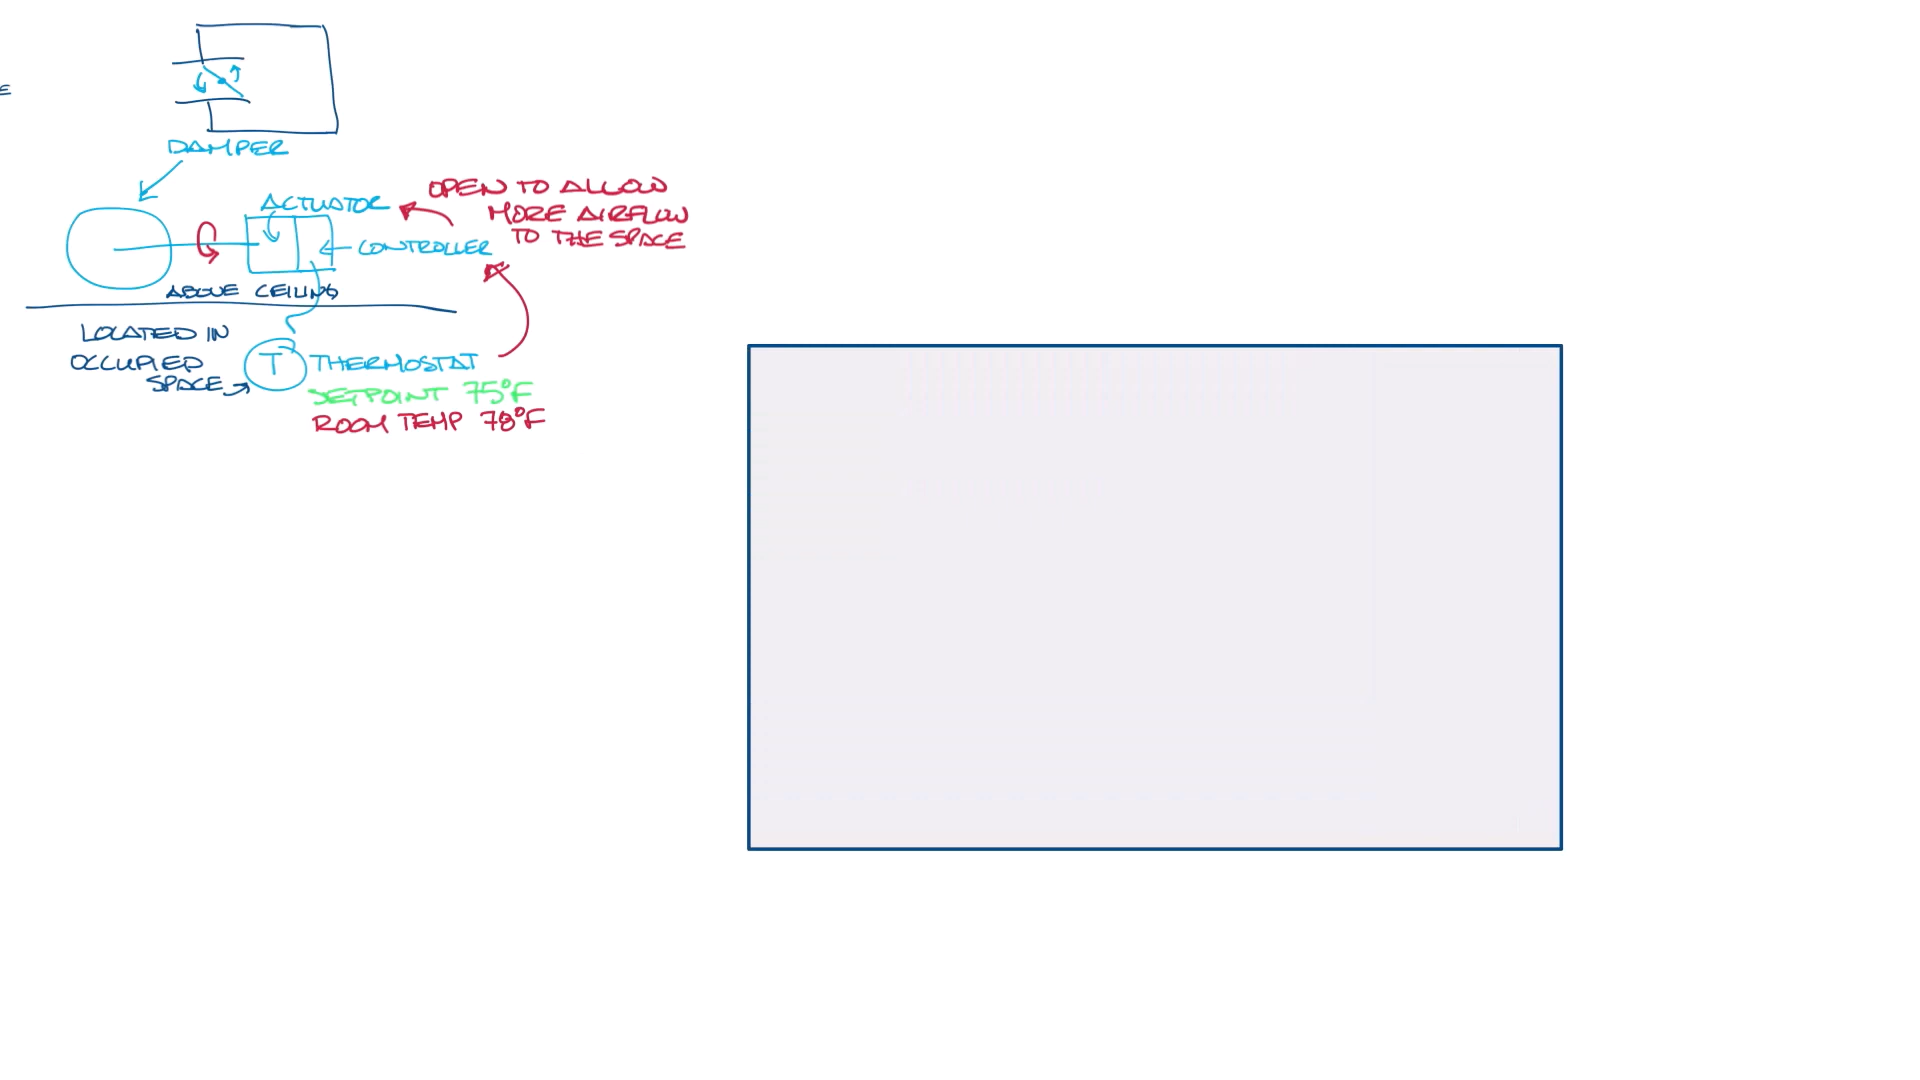 E
DAMPER
ACTUATOR
OPEN TO ALLOW
MORE AIRFLOW
TO THE SPACE
CONTROLLER
ABOVE CEILING
LOCATED IN
OCCUPIED
SPACE
T
THERMOSTAT
SETPOINT 75°F
ROOM TEMP 78°F